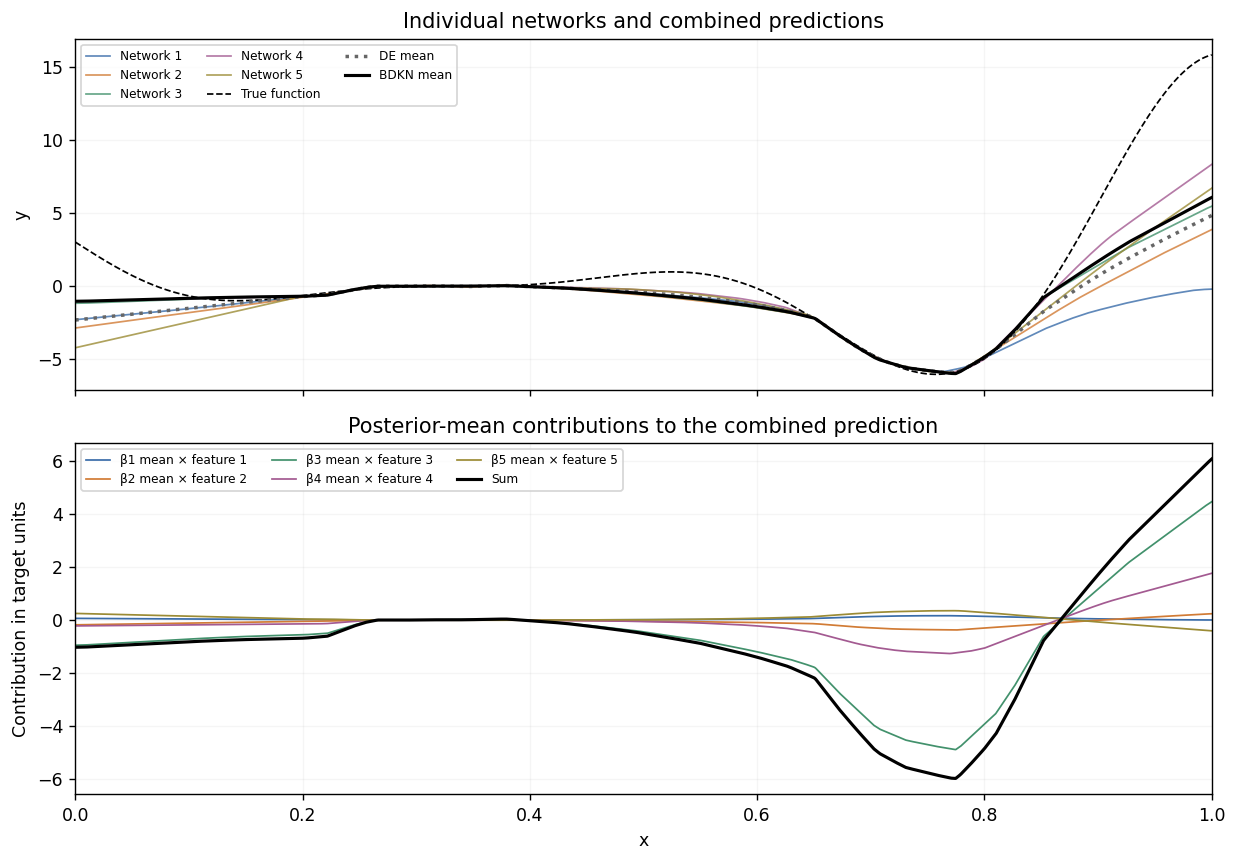 Individual networks and combined predictions
Network 1 Network 4 DE mean
Network 2 Network 5 BDKN mean
Network 3 True function
15
10
5
0
−5
y
Posterior-mean contributions to the combined prediction
β1 mean × feature 1 β3 mean × feature 3 β5 mean × feature 5
β2 mean × feature 2 β4 mean × feature 4 Sum
6
4
2
0
−2
−4
−6
Contribution in target units
0.0 0.2 0.4 0.6 0.8 1.0
x